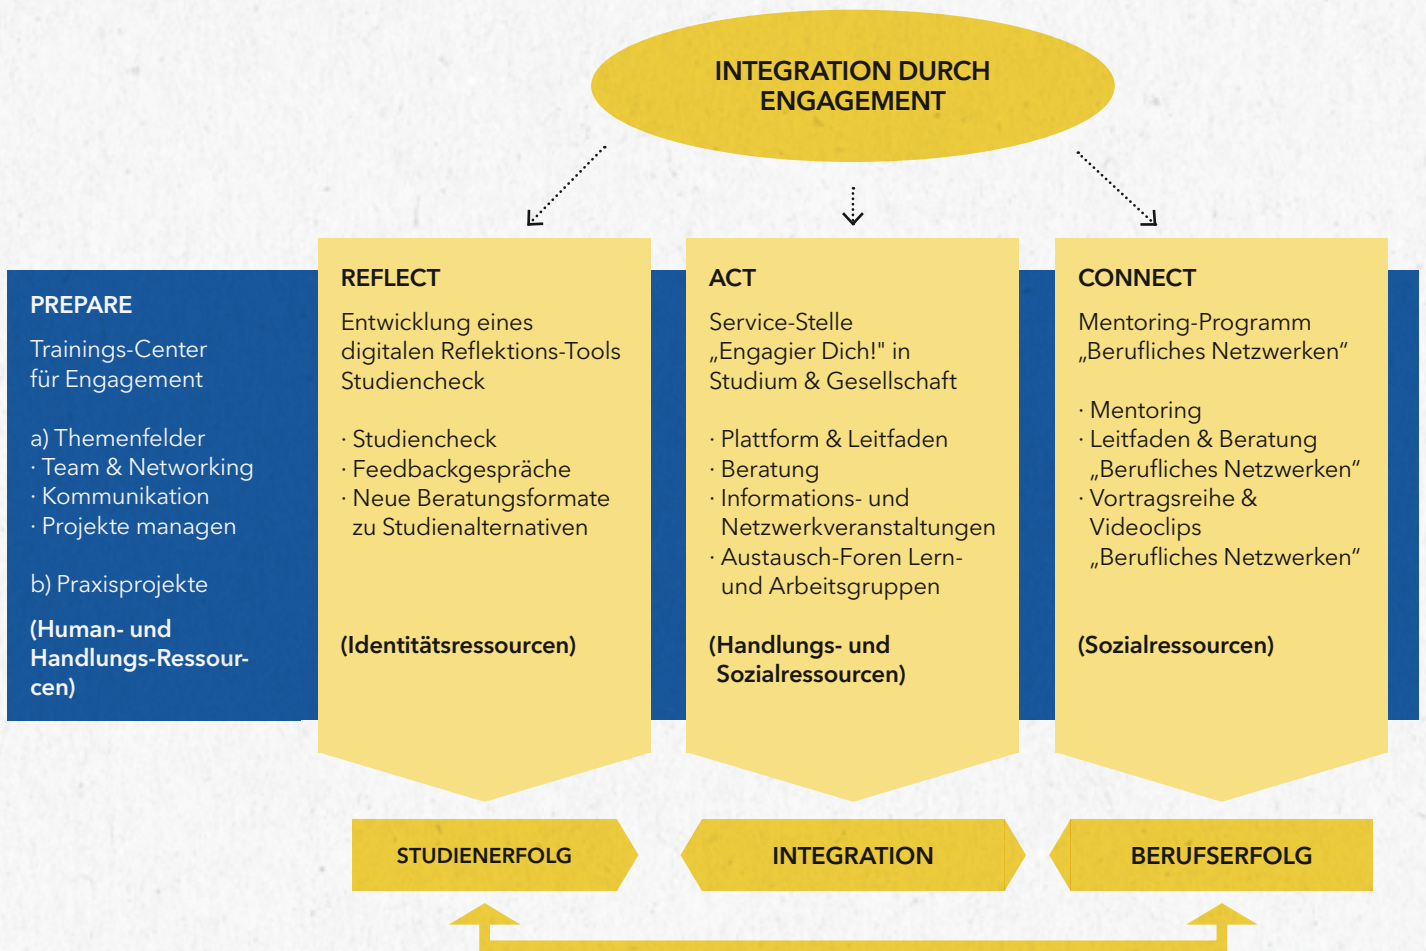 INTEGRATION DURCH
ENGAGEMENT
PREPARE
Trainings-Center
für Engagement
a) Themenfelder
· Team & Networking
· Kommunikation
· Projekte managen
b) Praxisprojekte
(Human- und
Handlungs-Ressour-
cen)
REFLECT
Entwicklung eines
digitalen Reflektions-Tools
Studiencheck
· Studiencheck
· Feedbackgespräche
· Neue Beratungsformate
zu Studienalternativen
(Identitätsressourcen)
ACT
Service-Stelle
„Engagier Dich!" in
Studium & Gesellschaft
· Plattform & Leitfaden
· Beratung
· Informations- und
Netzwerkveranstaltungen
· Austausch-Foren Lern-
und Arbeitsgruppen
(Handlungs- und
Sozialressourcen)
CONNECT
Mentoring-Programm
„Berufliches Netzwerken“
· Mentoring
· Leitfaden & Beratung
„Berufliches Netzwerken“
· Vortragsreihe &
Videoclips
„Berufliches Netzwerken“
(Sozialressourcen)
STUDIENERFOLG
INTEGRATION
BERUFSERFOLG